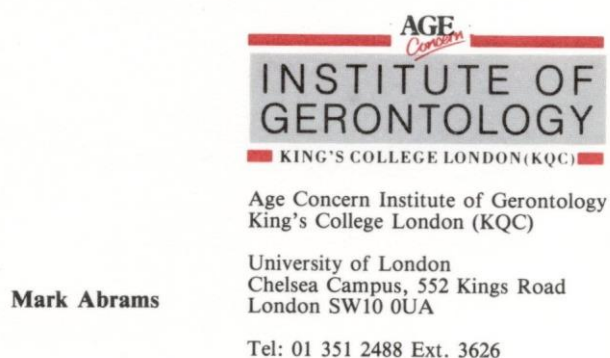 AGE
Concern
INSTITUTE OF
GERONTOLOGY
KING'S COLLEGE LONDON (KQC)
Age Concern Institute of Gerontology
King's College London (KQC)
University of London
Chelsea Campus, 552 Kings Road
London SW10 0UA
Mark Abrams
Tel: 01 351 2488 Ext. 3626